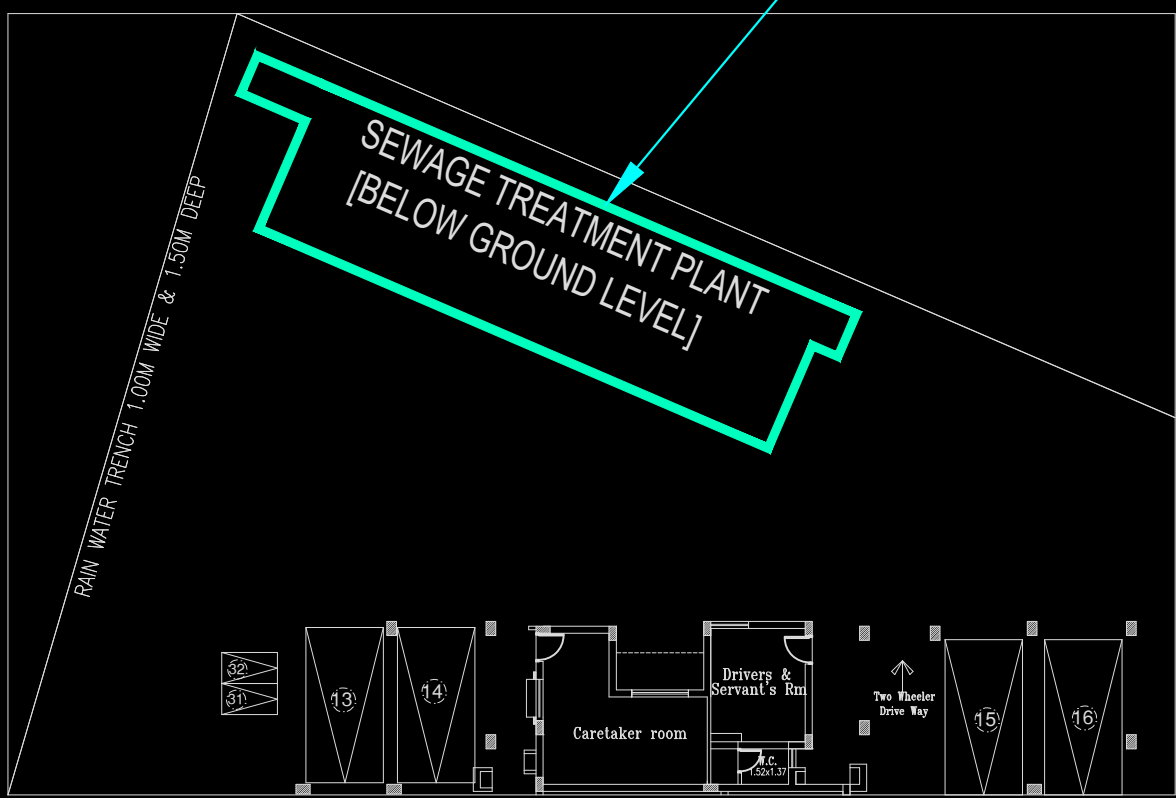 SEWAGE TREATMENT PLANT
[BELOW GROUND LEVEL]
RAIN WATER TRENCH 1.00M WIDE & 1.50M DEEP
32
31
13
14
Caretaker room
Drivers &
Servant's Rm
W.C.
1.52x1.37
Two Wheeler
Drive Way
15
16